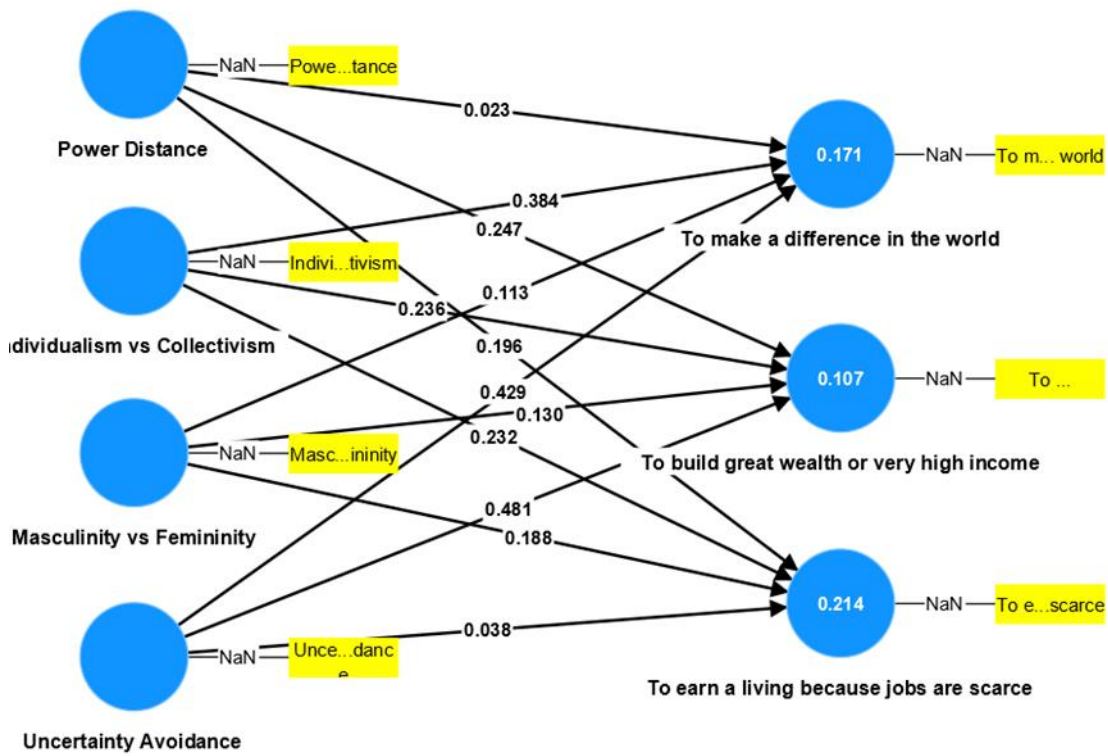 NaN
Powe...tance
Power Distance
0.023
0.171
NaN
To m... world
To make a difference in the world
0.384
0.247
NaN
Indivi...tivism
dividualism vs Collectivism
0.236
0.113
0.196
0.107
NaN
To ...
To build great wealth or very high income
0.429
0.130
0.232
NaN
Masc...ininity
Masculinity vs Femininity
0.481
0.188
0.214
NaN
To e...scarce
To earn a living because jobs are scarce
0.038
NaN
Unce...danc
e
Uncertainty Avoidance